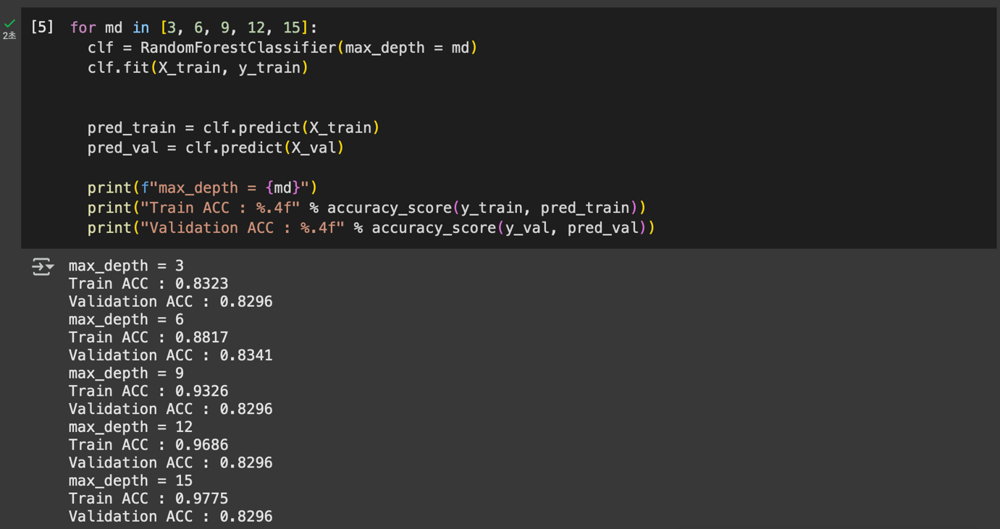 [5] for md in [3, 6, 9, 12, 15]:
2초
clf = RandomForestClassifier(max_depth = md)
clf.fit(X_train, y_train)
pred_train = clf.predict(X_train)
pred_val = clf.predict(X_val)
print(f"max_depth = {md}")
print("Train ACC : %.4f" % accuracy_score(y_train, pred_train))
print("Validation ACC : %.4f" % accuracy_score(y_val, pred_val))
max_depth = 3
Train ACC : 0.8323
Validation ACC : 0.8296
max_depth = 6
Train ACC : 0.8817
Validation ACC : 0.8341
max_depth = 9
Train ACC : 0.9326
Validation ACC : 0.8296
max_depth = 12
Train ACC : 0.9686
Validation ACC : 0.8296
max_depth = 15
Train ACC : 0.9775
Validation ACC : 0.8296